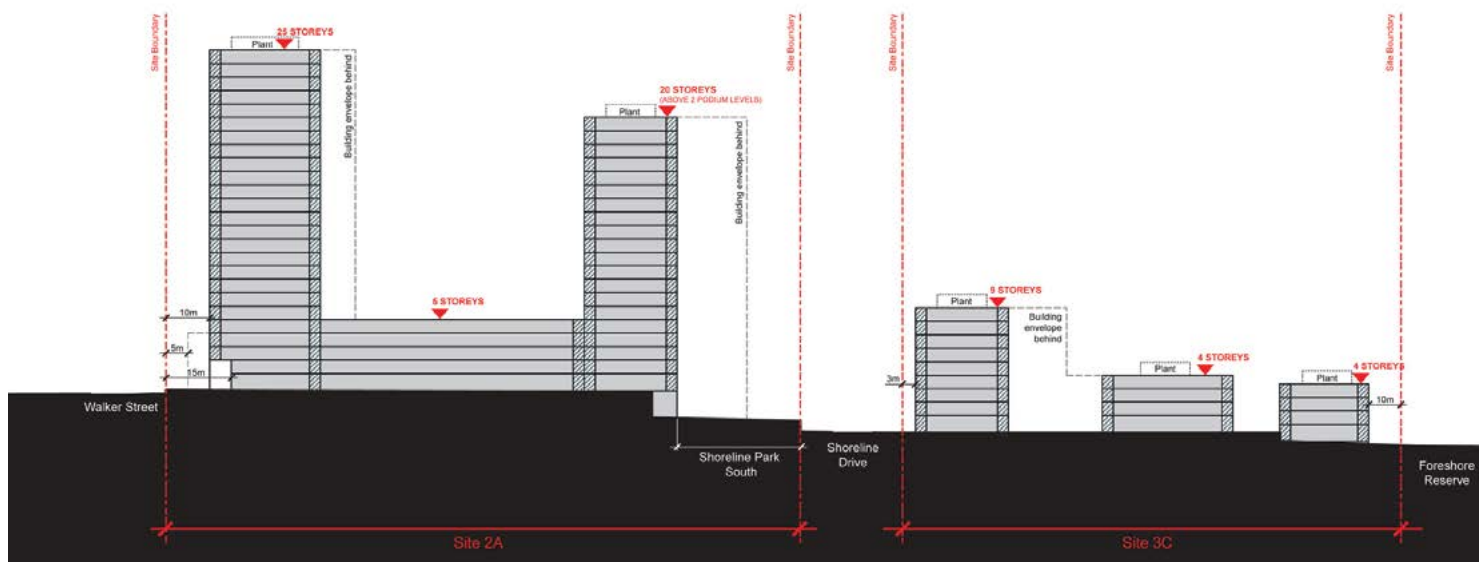 Site Boundary
25 STOREYS
Plant
Building envelope behind
20 STOREYS
(ABOVE 2 PODIUM LEVELS)
Plant
Building envelope behind
Site Boundary
Site Boundary
Site Boundary
5 STOREYS
10m
5m
15m
9 STOREYS
Plant
Building
envelope
behind
4 STOREYS
Plant
4 STOREYS
Plant
3m
10m
Walker Street
Shoreline Park
South
Shoreline
Drive
Foreshore
Reserve
Site 2A
Site 3C